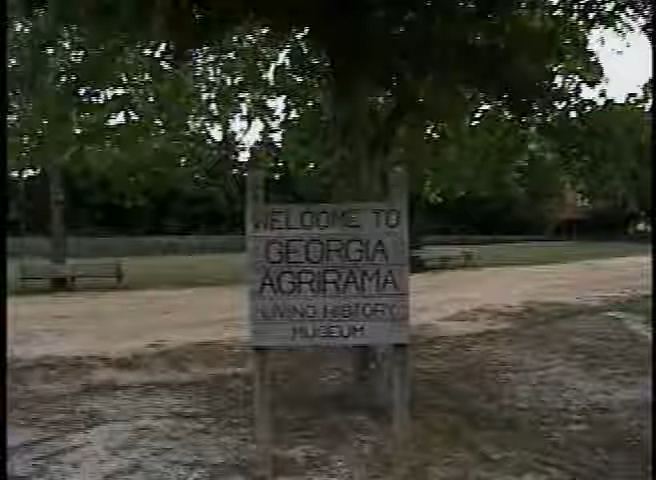 WELCOME TO
GEORGIA
AGRIRAMA
LIVING HISTORY
MUSEUM